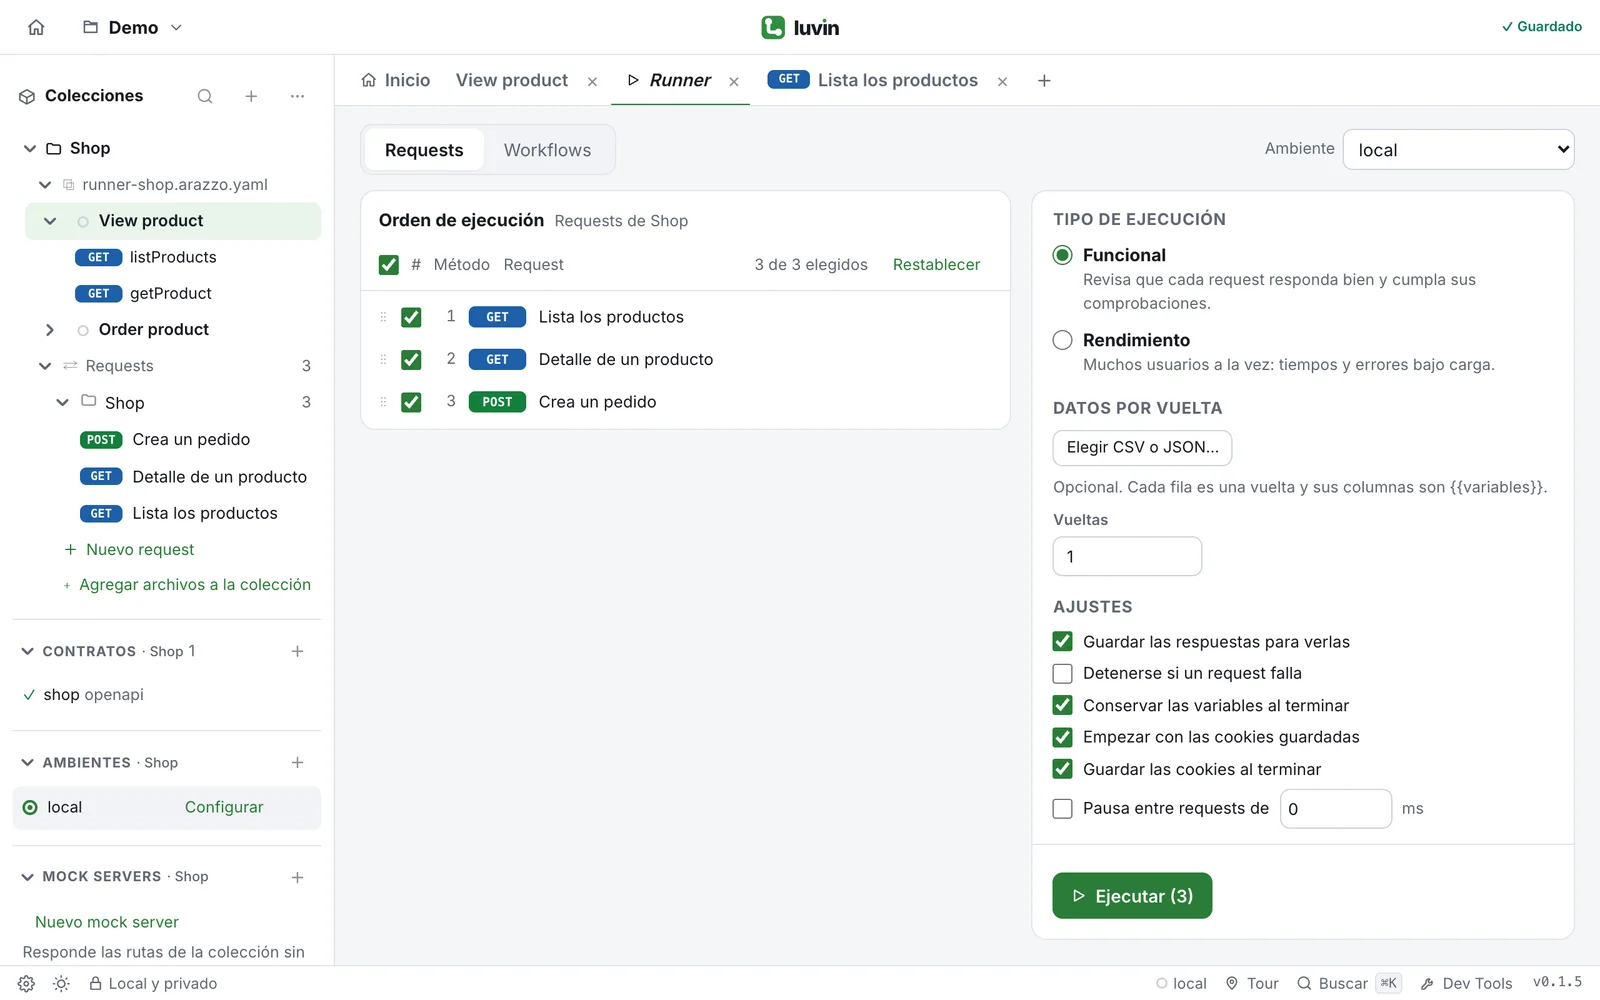 Demo
luvin
Guardado
Colecciones
Inicio
View product
Runner
GET Lista los productos
Shop
runner-shop.arazzo.yaml
View product
GET listProducts
GET getProduct
Order product
Requests 3
Shop 3
POST Crea un pedido
GET Detalle de un producto
GET Lista los productos
+ Nuevo request
+ Agregar archivos a la colección
CONTRATOS · Shop 1
shop openapi
AMBIENTES · Shop
local Configurar
MOCK SERVERS · Shop
Nuevo mock server
Responde las rutas de la colección sin
Requests Workflows
Ambiente local
Orden de ejecución Requests de Shop
# Método Request 3 de 3 elegidos Restablecer
1 GET Lista los productos
2 GET Detalle de un producto
3 POST Crea un pedido
TIPO DE EJECUCIÓN
Funcional
Revisa que cada request responda bien y cumpla sus
comprobaciones.
Rendimiento
Muchos usuarios a la vez: tiempos y errores bajo carga.
DATOS POR VUELTA
Elegir CSV o JSON...
Opcional. Cada fila es una vuelta y sus columnas son {{variables}}.
Vueltas
1
AJUSTES
Guardar las respuestas para verlas
Detenerse si un request falla
Conservar las variables al terminar
Empezar con las cookies guardadas
Guardar las cookies al terminar
Pausa entre requests de 0 ms
Ejecutar (3)
Local y privado
local
Tour
Buscar ⌘K
Dev Tools
v0.1.5